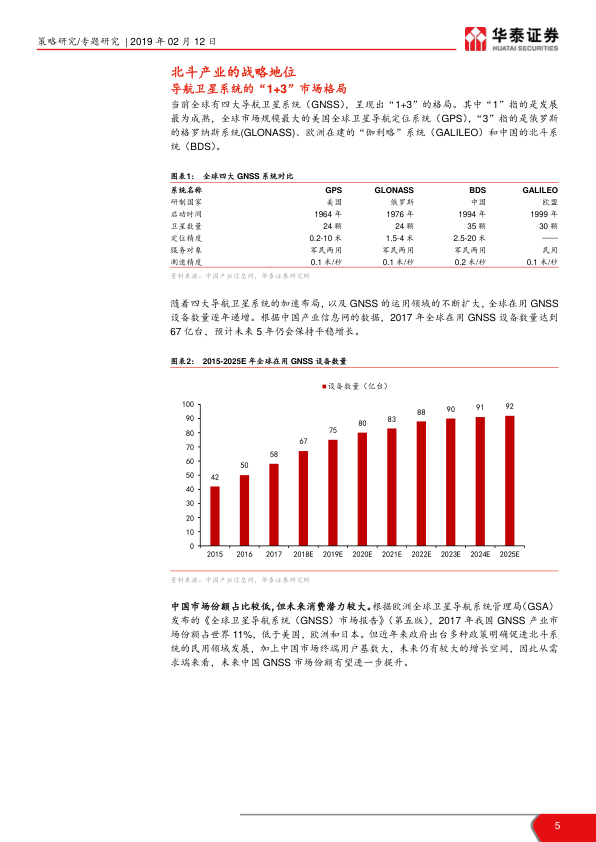 策略研究/专题研究 | 2019 年 02 月 12 日
华泰证券
HUATAI SECURITIES
北斗产业的战略地位
导航卫星系统的“1+3”市场格局
当前全球有四大导航卫星系统（GNSS），呈现出“1+3”的格局。其中“1”指的是发展
最为成熟，全球市场规模最大的美国全球卫星导航定位系统（GPS），“3”指的是俄罗斯
的格罗纳斯系统(GLONASS)、欧洲在建的“伽利略”系统（GALILEO）和中国的北斗系
统（BDS）。
图表1： 全球四大 GNSS 系统对比
系统名称 GPS GLONASS BDS GALILEO
研制国家 美国 俄罗斯 中国 欧盟
启动时间 1964 年 1976 年 1994 年 1999 年
卫星数量 24 颗 24 颗 35 颗 30 颗
定位精度 0.2-10 米 1.5-4 米 2.5-20 米 ——
服务对象 军民两用 军民两用 军民两用 民用
测速精度 0.1 米/秒 0.1 米/秒 0.2 米/秒 0.1 米/秒
资料来源：中国产业信息网，华泰证券研究所
随着四大导航卫星系统的加速布局，以及 GNSS 的运用领域的不断扩大，全球在用 GNSS
设备数量逐年递增。根据中国产业信息网的数据，2017 年全球在用 GNSS 设备数量达到
67 亿台，预计未来 5 年仍会保持平稳增长。
图表2： 2015-2025E 年全球在用 GNSS 设备数量
设备数量（亿台）
100
90
80
70
60
50
40
30
20
10
0
42 50 58 67 75 80 83 88 90 91 92
2015 2016 2017 2018E 2019E 2020E 2021E 2022E 2023E 2024E 2025E
资料来源：中国产业信息网，华泰证券研究所
中国市场份额占比较低，但未来消费潜力较大。根据欧洲全球卫星导航系统管理局（GSA）
发布的《全球卫星导航系统（GNSS）市场报告》（第五版），2017 年我国 GNSS 产业市
场份额占世界 11%，低于美国，欧洲和日本。但近年来政府出台多种政策明确促进北斗系
统的民用领域发展，加上中国市场终端用户基数大，未来仍有较大的增长空间，因此从需
求端来看，未来中国 GNSS 市场份额有望进一步提升。
5